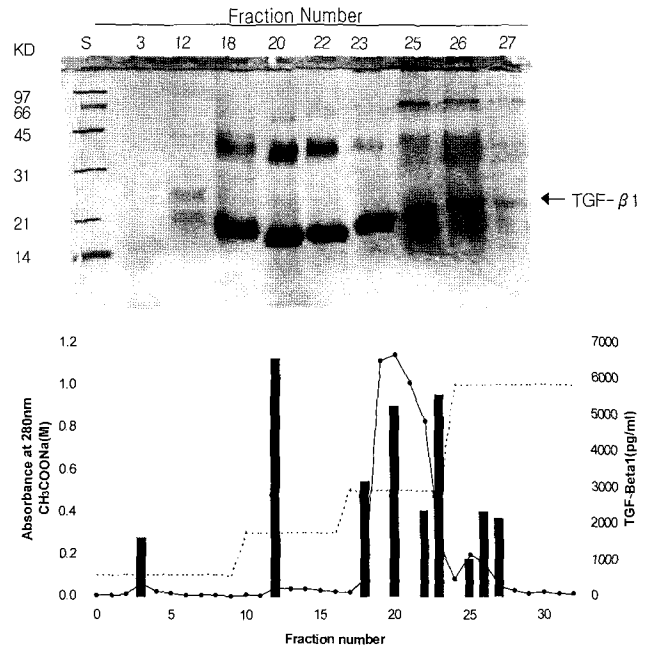 Fraction Number
KD S 3 12 18 20 22 23 25 26 27
97
66
45
31
21
14
← TGF-β1
1.2
1.0
0.8
0.6
0.4
0.2
0.0
Absorbance at 280nm
CH₃COONa(M)
7000
6000
5000
4000
3000
2000
1000
0
TGF-Beta1(pg/ml)
0 5 10 15 20 25 30
Fraction number